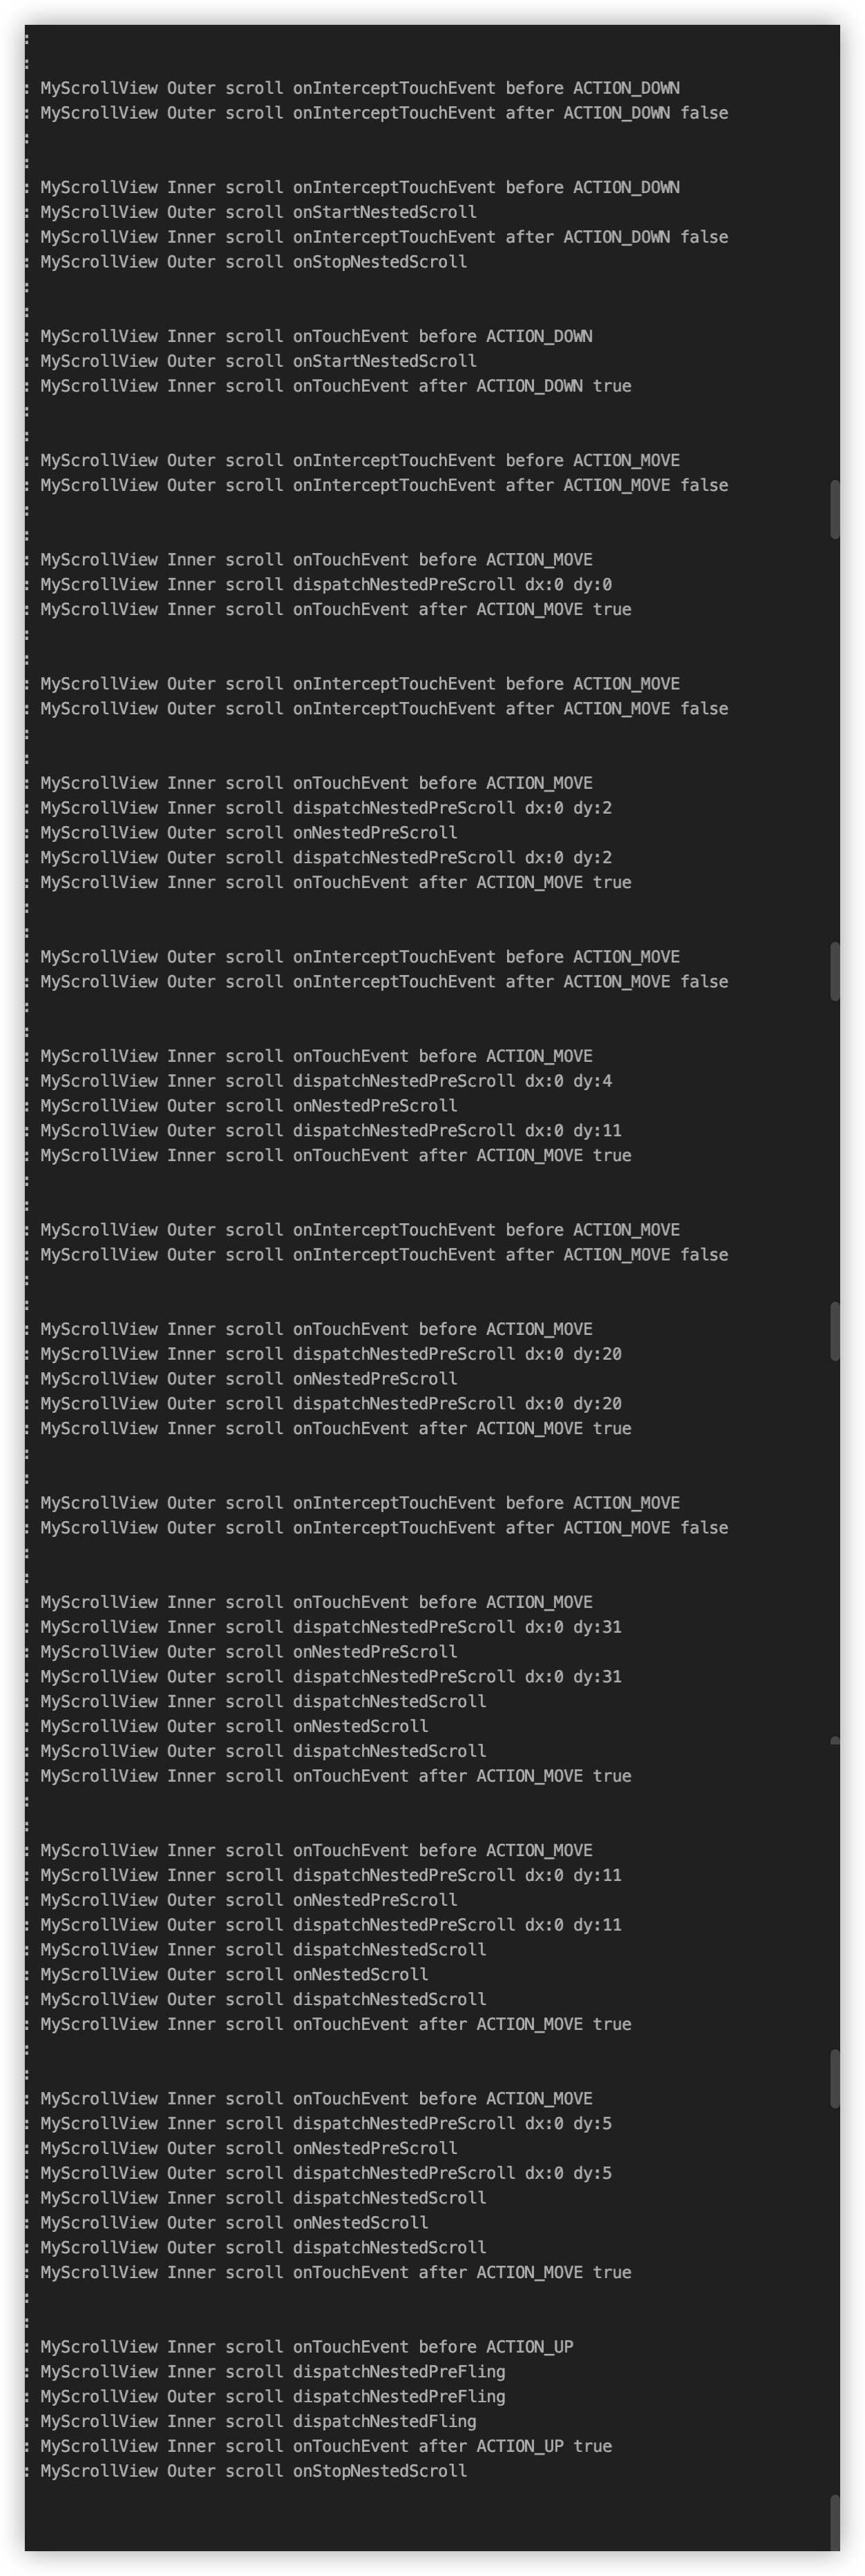 :
:
: MyScrollView Outer scroll onInterceptTouchEvent before ACTION_DOWN
: MyScrollView Outer scroll onInterceptTouchEvent after ACTION_DOWN false
:
:
: MyScrollView Inner scroll onInterceptTouchEvent before ACTION_DOWN
: MyScrollView Outer scroll onStartNestedScroll
: MyScrollView Inner scroll onInterceptTouchEvent after ACTION_DOWN false
: MyScrollView Outer scroll onStopNestedScroll
:
:
: MyScrollView Inner scroll onTouchEvent before ACTION_DOWN
: MyScrollView Outer scroll onStartNestedScroll
: MyScrollView Inner scroll onTouchEvent after ACTION_DOWN true
:
:
: MyScrollView Outer scroll onInterceptTouchEvent before ACTION_MOVE
: MyScrollView Outer scroll onInterceptTouchEvent after ACTION_MOVE false
:
:
: MyScrollView Inner scroll onTouchEvent before ACTION_MOVE
: MyScrollView Inner scroll dispatchNestedPreScroll dx:0 dy:0
: MyScrollView Inner scroll onTouchEvent after ACTION_MOVE true
:
:
: MyScrollView Outer scroll onInterceptTouchEvent before ACTION_MOVE
: MyScrollView Outer scroll onInterceptTouchEvent after ACTION_MOVE false
:
:
: MyScrollView Inner scroll onTouchEvent before ACTION_MOVE
: MyScrollView Inner scroll dispatchNestedPreScroll dx:0 dy:2
: MyScrollView Outer scroll onNestedPreScroll
: MyScrollView Outer scroll dispatchNestedPreScroll dx:0 dy:2
: MyScrollView Inner scroll onTouchEvent after ACTION_MOVE true
:
:
: MyScrollView Outer scroll onInterceptTouchEvent before ACTION_MOVE
: MyScrollView Outer scroll onInterceptTouchEvent after ACTION_MOVE false
:
:
: MyScrollView Inner scroll onTouchEvent before ACTION_MOVE
: MyScrollView Inner scroll dispatchNestedPreScroll dx:0 dy:4
: MyScrollView Outer scroll onNestedPreScroll
: MyScrollView Outer scroll dispatchNestedPreScroll dx:0 dy:11
: MyScrollView Inner scroll onTouchEvent after ACTION_MOVE true
:
:
: MyScrollView Outer scroll onInterceptTouchEvent before ACTION_MOVE
: MyScrollView Outer scroll onInterceptTouchEvent after ACTION_MOVE false
:
:
: MyScrollView Inner scroll onTouchEvent before ACTION_MOVE
: MyScrollView Inner scroll dispatchNestedPreScroll dx:0 dy:20
: MyScrollView Outer scroll onNestedPreScroll
: MyScrollView Outer scroll dispatchNestedPreScroll dx:0 dy:20
: MyScrollView Inner scroll onTouchEvent after ACTION_MOVE true
:
:
: MyScrollView Outer scroll onInterceptTouchEvent before ACTION_MOVE
: MyScrollView Outer scroll onInterceptTouchEvent after ACTION_MOVE false
:
:
: MyScrollView Inner scroll onTouchEvent before ACTION_MOVE
: MyScrollView Inner scroll dispatchNestedPreScroll dx:0 dy:31
: MyScrollView Outer scroll onNestedPreScroll
: MyScrollView Outer scroll dispatchNestedPreScroll dx:0 dy:31
: MyScrollView Inner scroll dispatchNestedScroll
: MyScrollView Outer scroll onNestedScroll
: MyScrollView Outer scroll dispatchNestedScroll
: MyScrollView Inner scroll onTouchEvent after ACTION_MOVE true
:
:
: MyScrollView Inner scroll onTouchEvent before ACTION_MOVE
: MyScrollView Inner scroll dispatchNestedPreScroll dx:0 dy:11
: MyScrollView Outer scroll onNestedPreScroll
: MyScrollView Outer scroll dispatchNestedPreScroll dx:0 dy:11
: MyScrollView Inner scroll dispatchNestedScroll
: MyScrollView Outer scroll onNestedScroll
: MyScrollView Outer scroll dispatchNestedScroll
: MyScrollView Inner scroll onTouchEvent after ACTION_MOVE true
:
:
: MyScrollView Inner scroll onTouchEvent before ACTION_MOVE
: MyScrollView Inner scroll dispatchNestedPreScroll dx:0 dy:5
: MyScrollView Outer scroll onNestedPreScroll
: MyScrollView Outer scroll dispatchNestedPreScroll dx:0 dy:5
: MyScrollView Inner scroll dispatchNestedScroll
: MyScrollView Outer scroll onNestedScroll
: MyScrollView Outer scroll dispatchNestedScroll
: MyScrollView Inner scroll onTouchEvent after ACTION_MOVE true
:
:
: MyScrollView Inner scroll onTouchEvent before ACTION_UP
: MyScrollView Inner scroll dispatchNestedPreFling
: MyScrollView Outer scroll dispatchNestedPreFling
: MyScrollView Inner scroll dispatchNestedFling
: MyScrollView Inner scroll onTouchEvent after ACTION_UP true
: MyScrollView Outer scroll onStopNestedScroll